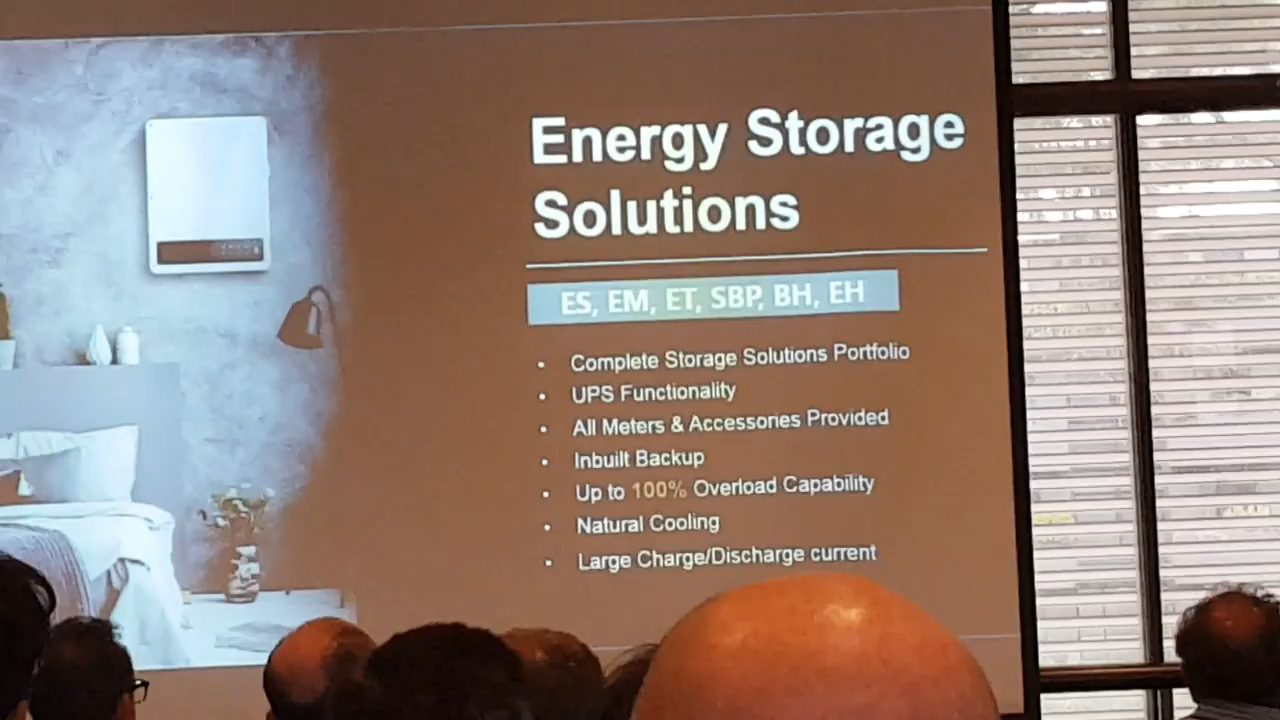 Energy Storage
Solutions
ES, EM, ET, SBP, BH, EH
• Complete Storage Solutions Portfolio
• UPS Functionality
• All Meters & Accessories Provided
• Inbuilt Backup
• Up to 100% Overload Capability
• Natural Cooling
• Large Charge/Discharge current